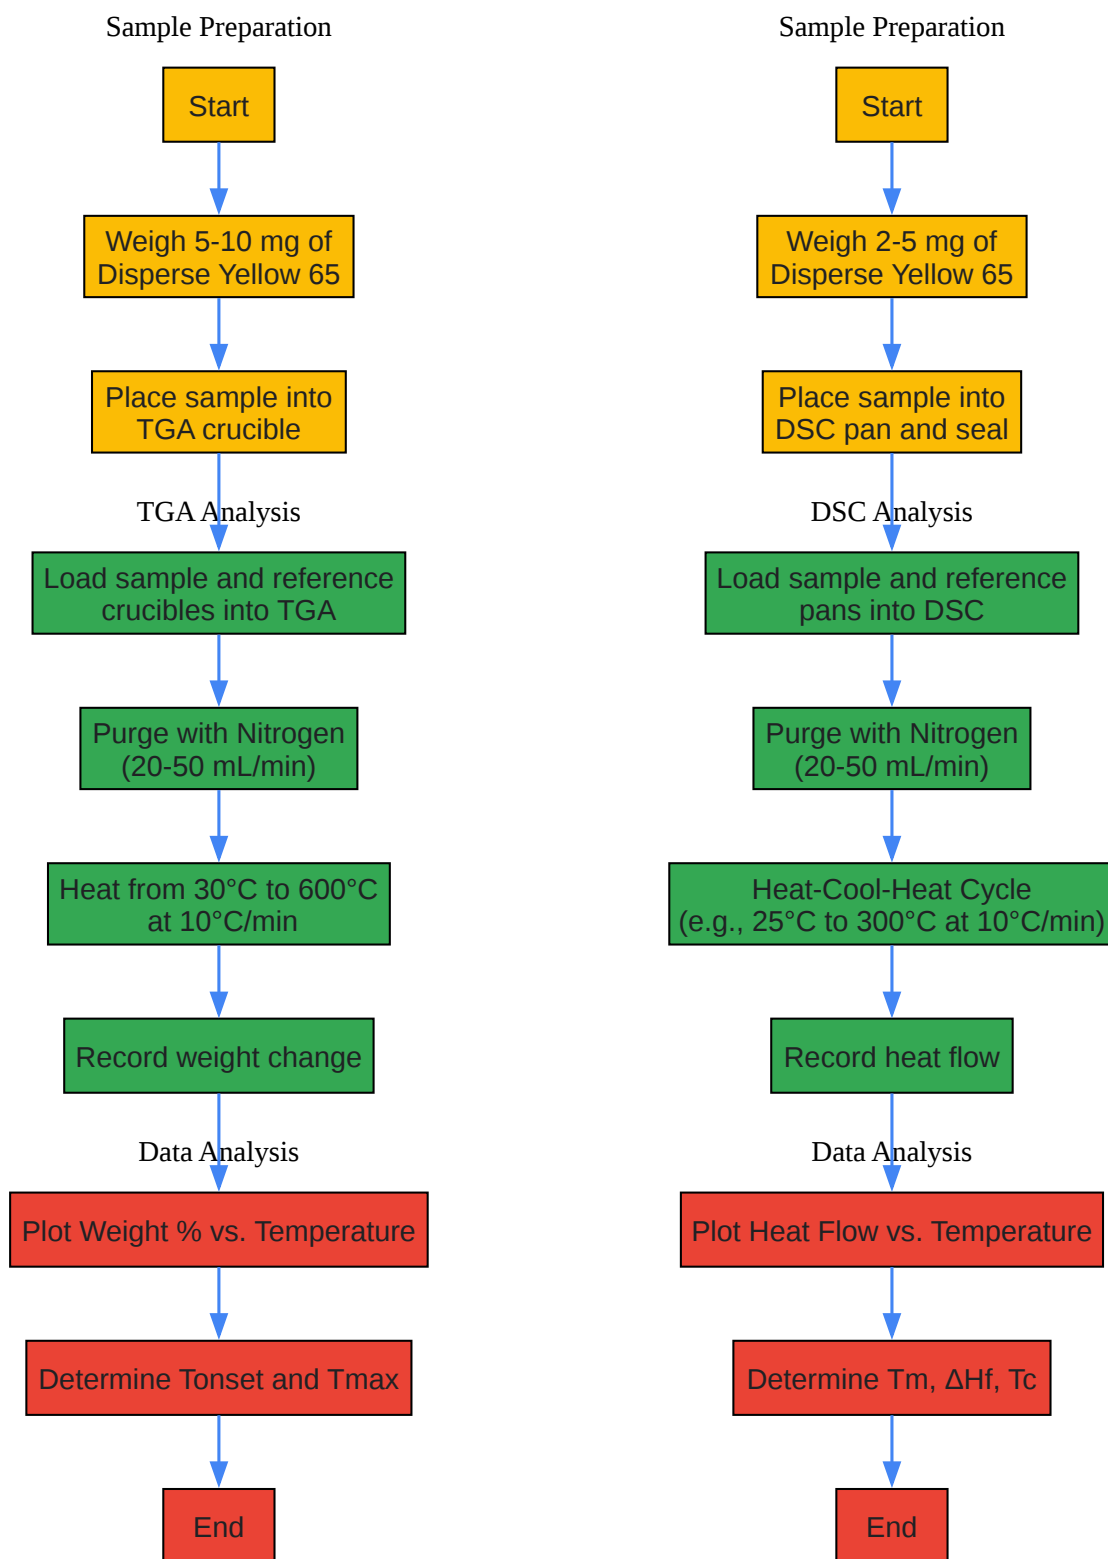 Sample Preparation
Start
Weigh 5-10 mg of
Disperse Yellow 65
Place sample into
TGA crucible
TGA Analysis
Load sample and reference
crucibles into TGA
Purge with Nitrogen
(20-50 mL/min)
Heat from 30°C to 600°C
at 10°C/min
Record weight change
Data Analysis
Plot Weight % vs. Temperature
Determine Tonset and Tmax
End
Sample Preparation
Start
Weigh 2-5 mg of
Disperse Yellow 65
Place sample into
DSC pan and seal
DSC Analysis
Load sample and reference
pans into DSC
Purge with Nitrogen
(20-50 mL/min)
Heat-Cool-Heat Cycle
(e.g., 25°C to 300°C at 10°C/min)
Record heat flow
Data Analysis
Plot Heat Flow vs. Temperature
Determine Tm, ΔHf, Tc
End